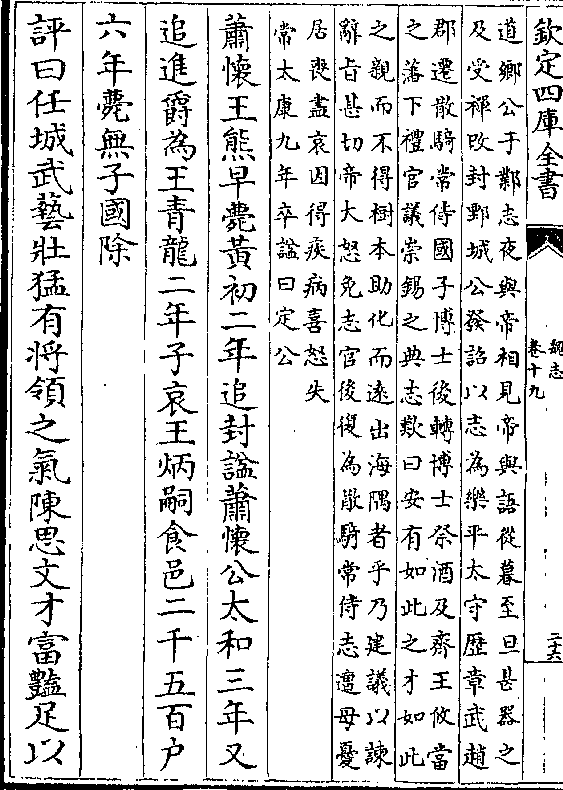 欽定四庫全書
魏志
卷十九
二十六
道鄉公于鄴志夜與帝相見帝與語從暮至旦甚器之
及受禪改封鄄城公發詔以志為樂平太守歷章武趙
郡遷散騎常侍國子博士後轉博士祭酒及齊王攸當
之藩下禮官議崇錫之典志歎曰安有如此之才如此
之親而不得樹本助化而遠出海隅者乎乃建議以諫
辭旨甚切帝大怒免志官後復為散騎常侍志遭母憂
居喪盡哀因得疾病喜怒失
常太康九年卒諡曰定公
蕭懷王熊早薨黃初二年追封諡蕭懷公太和三年又
追進爵為王青龍二年子哀王炳嗣食邑二千五百户
六年薨無子國除
評曰任城武藝壯猛有將領之氣陳思文才富豔足以